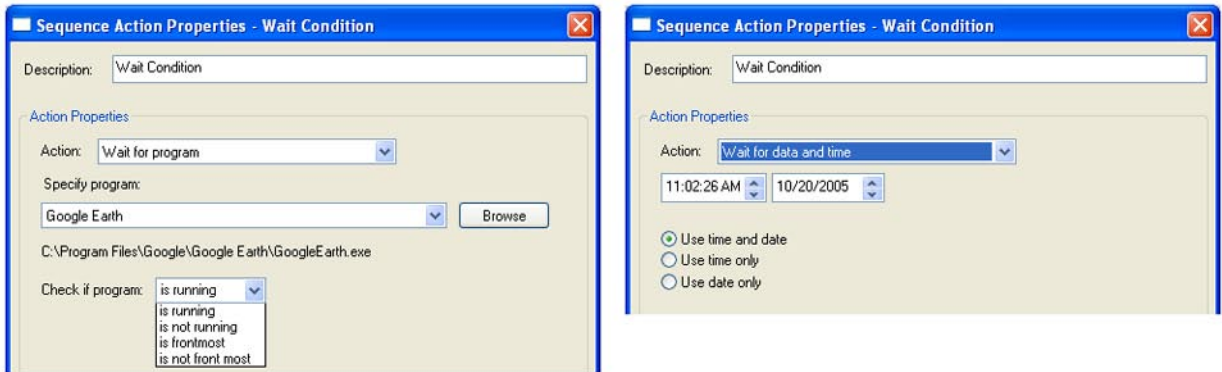 Sequence Action Properties - Wait Condition
Description: Wait Condition
Action Properties
Action: Wait for program
Specify program:
Google Earth Browse
C:\Program Files\Google\Google Earth\GoogleEarth.exe
Check if program: is running
is running
is not running
is frontmost
is not front most
Sequence Action Properties - Wait Condition
Description: Wait Condition
Action Properties
Action: Wait for data and time
11:02:26 AM 10/20/2005
Use time and date
Use time only
Use date only